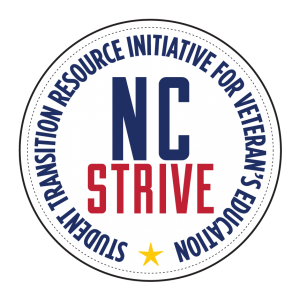 STUDENT TRANSITION RESOURCE INITIATIVE FOR VETERAN'S EDUCATION
NC
STRIVE